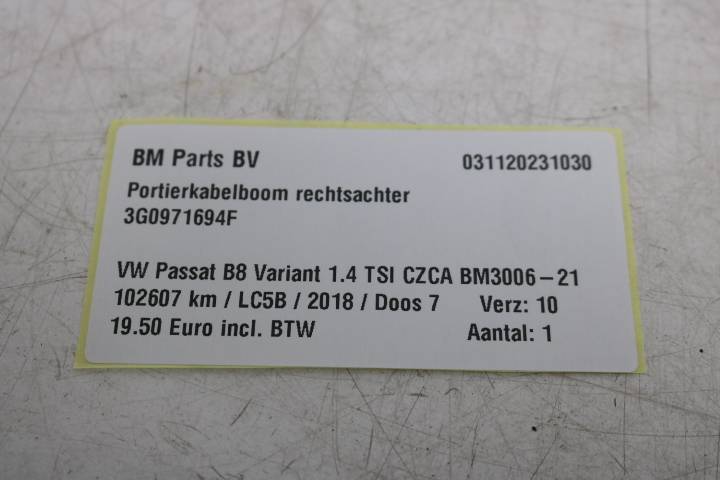 BM Parts BV 031120231030
Portierkabelboom rechtsachter
3G0971694F
VW Passat B8 Variant 1.4 TSI CZCA BM3006-21
102607 km / LC5B / 2018 / Doos 7 Verz: 10
19.50 Euro incl. BTW Aantal: 1